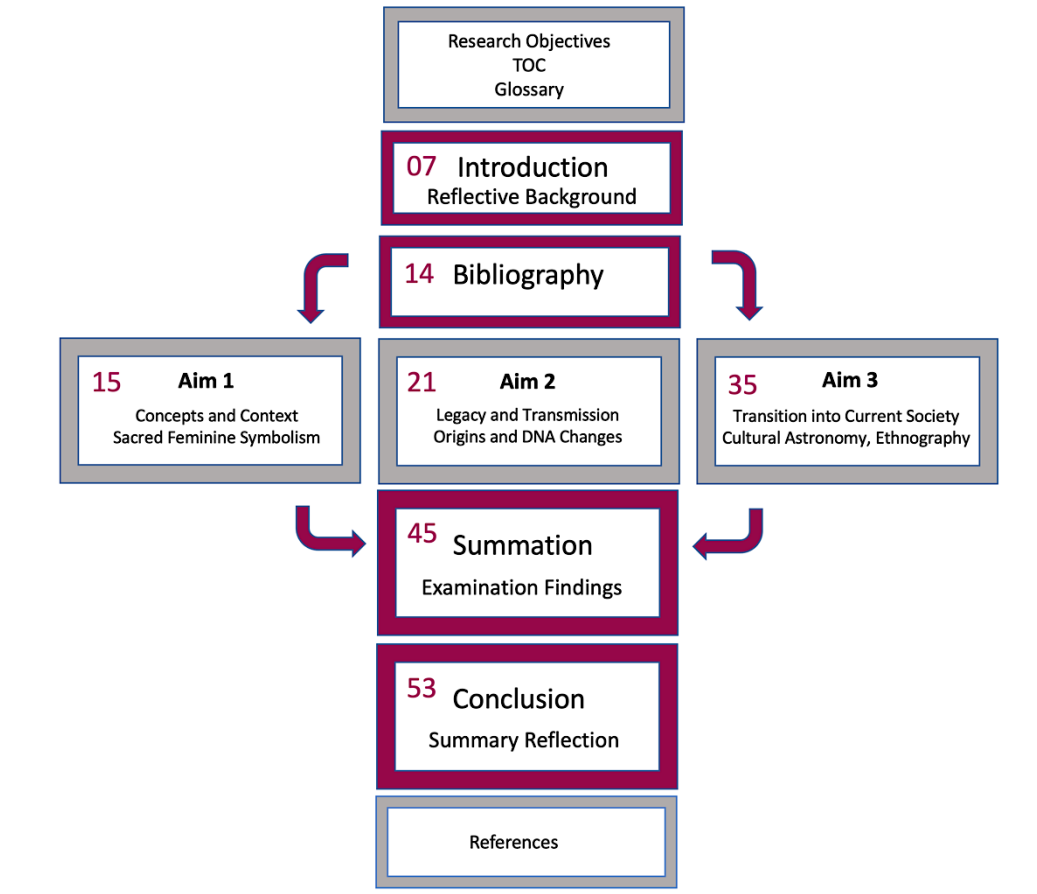 Research Objectives
TOC
Glossary
07 Introduction
Reflective Background
14 Bibliography
15 Aim 1
Concepts and Context
Sacred Feminine Symbolism
21 Aim 2
Legacy and Transmission
Origins and DNA Changes
35 Aim 3
Transition into Current Society
Cultural Astronomy, Ethnography
45 Summation
Examination Findings
53 Conclusion
Summary Reflection
References